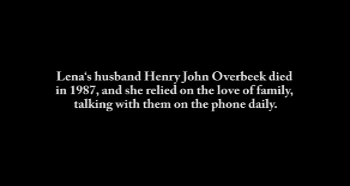 Lena's husband Henry John Overbeek died
in 1987, and she relied on the love of family,
talking with them on the phone daily.